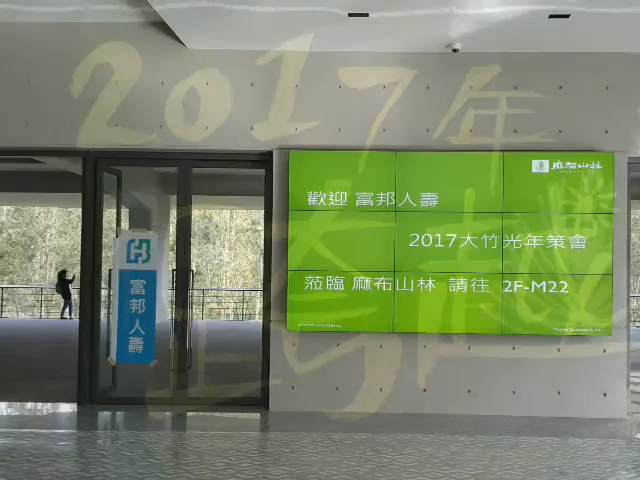 2017年
麻布山林
歡迎 富邦人壽
2017大竹光年策會
蒞臨 麻布山林 請往 2F-M22
富邦人壽